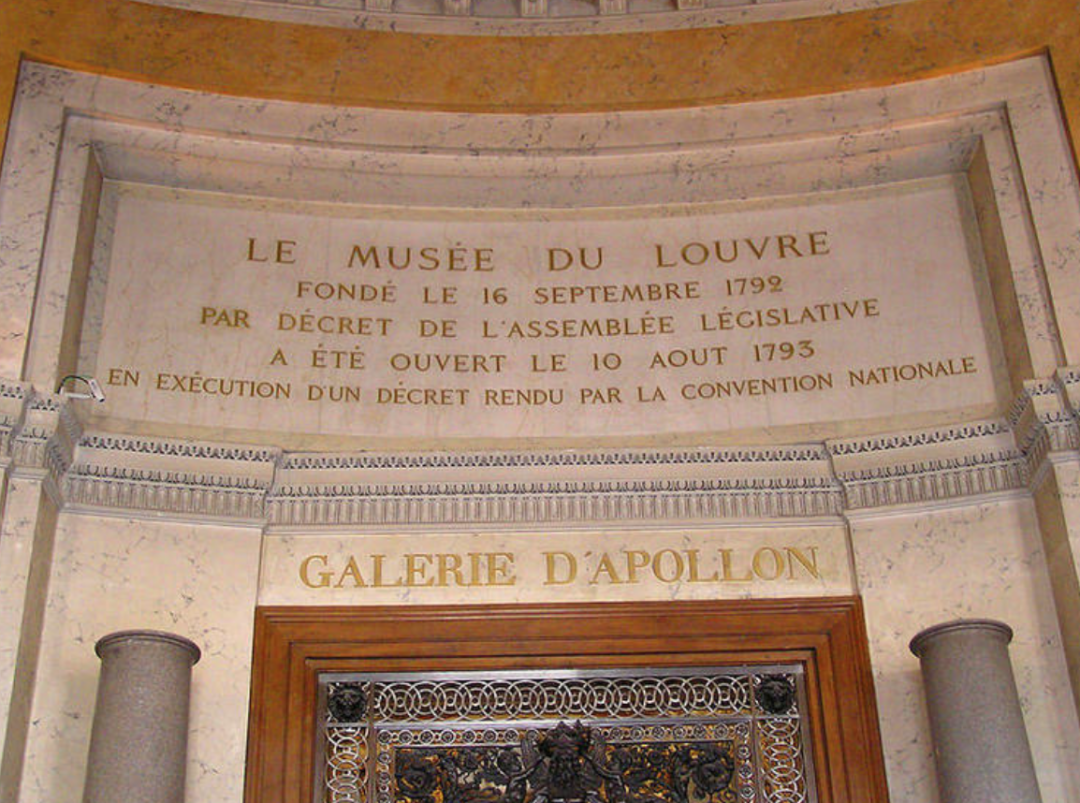 LE MUSÉE DU LOUVRE
FONDÉ LE 16 SEPTEMBRE 1792
PAR DÉCRET DE L'ASSEMBLÉE LÉGISLATIVE
A ÉTÉ OUVERT LE 10 AOUT 1793
EN EXÉCUTION D'UN DÉCRET RENDU PAR LA CONVENTION NATIONALE
GALERIE D'APOLLON